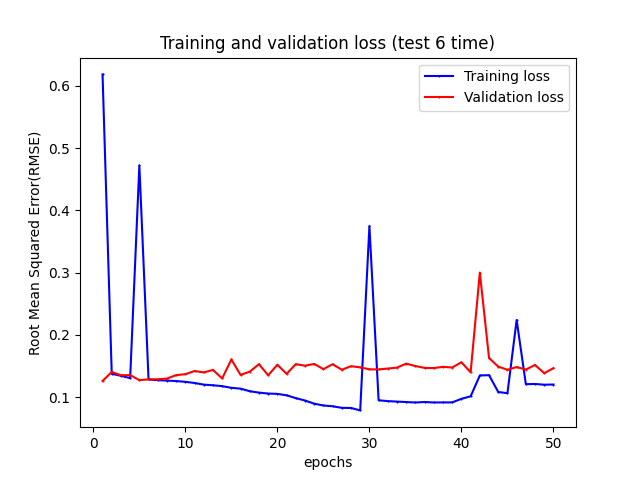 Training and validation loss (test 6 time)
Training loss
Validation loss
Root Mean Squared Error(RMSE)
0.6
0.5
0.4
0.3
0.2
0.1
0 10 20 30 40 50
epochs